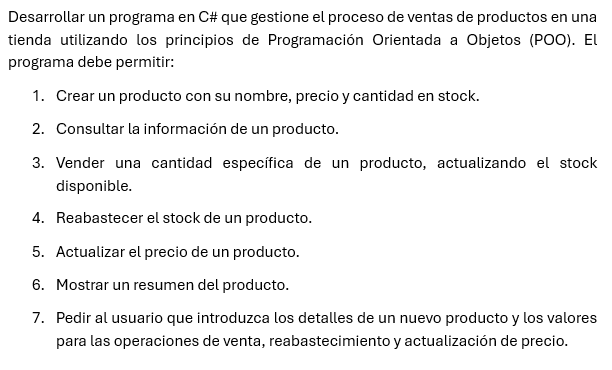 Desarrollar un programa en C# que gestione el proceso de ventas de productos en una
tienda utilizando los principios de Programación Orientada a Objetos (POO). El
programa debe permitir:
1. Crear un producto con su nombre, precio y cantidad en stock.
2. Consultar la información de un producto.
3. Vender una cantidad específica de un producto, actualizando el stock
disponible.
4. Reabastecer el stock de un producto.
5. Actualizar el precio de un producto.
6. Mostrar un resumen del producto.
7. Pedir al usuario que introduzca los detalles de un nuevo producto y los valores
para las operaciones de venta, reabastecimiento y actualización de precio.